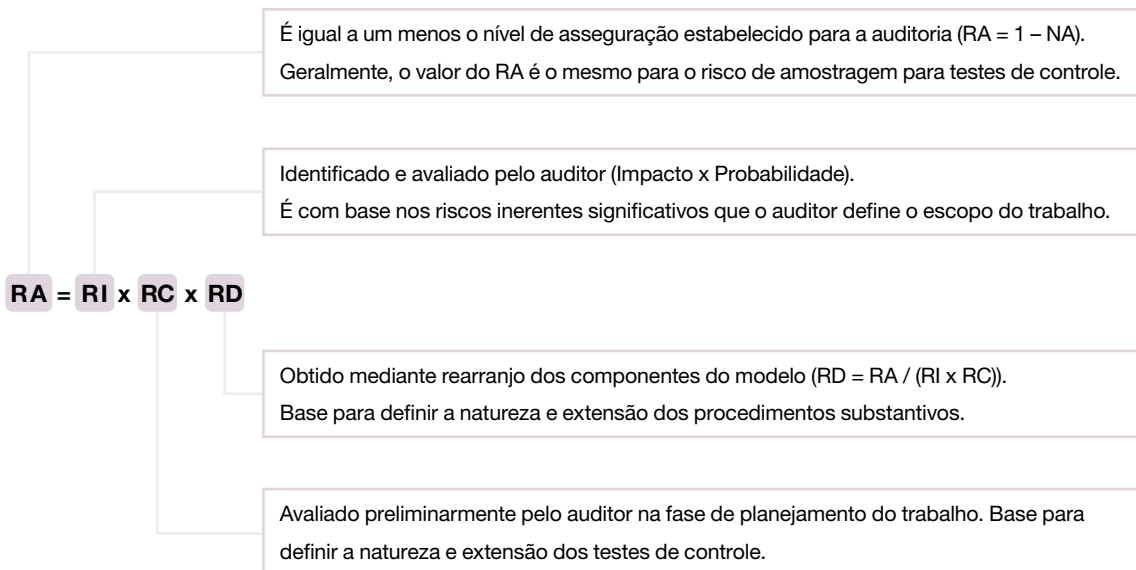 É igual a um menos o nível de asseguração estabelecido para a auditoria (RA = 1 – NA).
Geralmente, o valor do RA é o mesmo para o risco de amostragem para testes de controle.
Identificado e avaliado pelo auditor (Impacto x Probabilidade).
É com base nos riscos inerentes significativos que o auditor define o escopo do trabalho.
RA = RI x RC x RD
Obtido mediante rearranjo dos componentes do modelo (RD = RA / (RI x RC)).
Base para definir a natureza e extensão dos procedimentos substantivos.
Avaliado preliminarmente pelo auditor na fase de planejamento do trabalho. Base para
definir a natureza e extensão dos testes de controle.